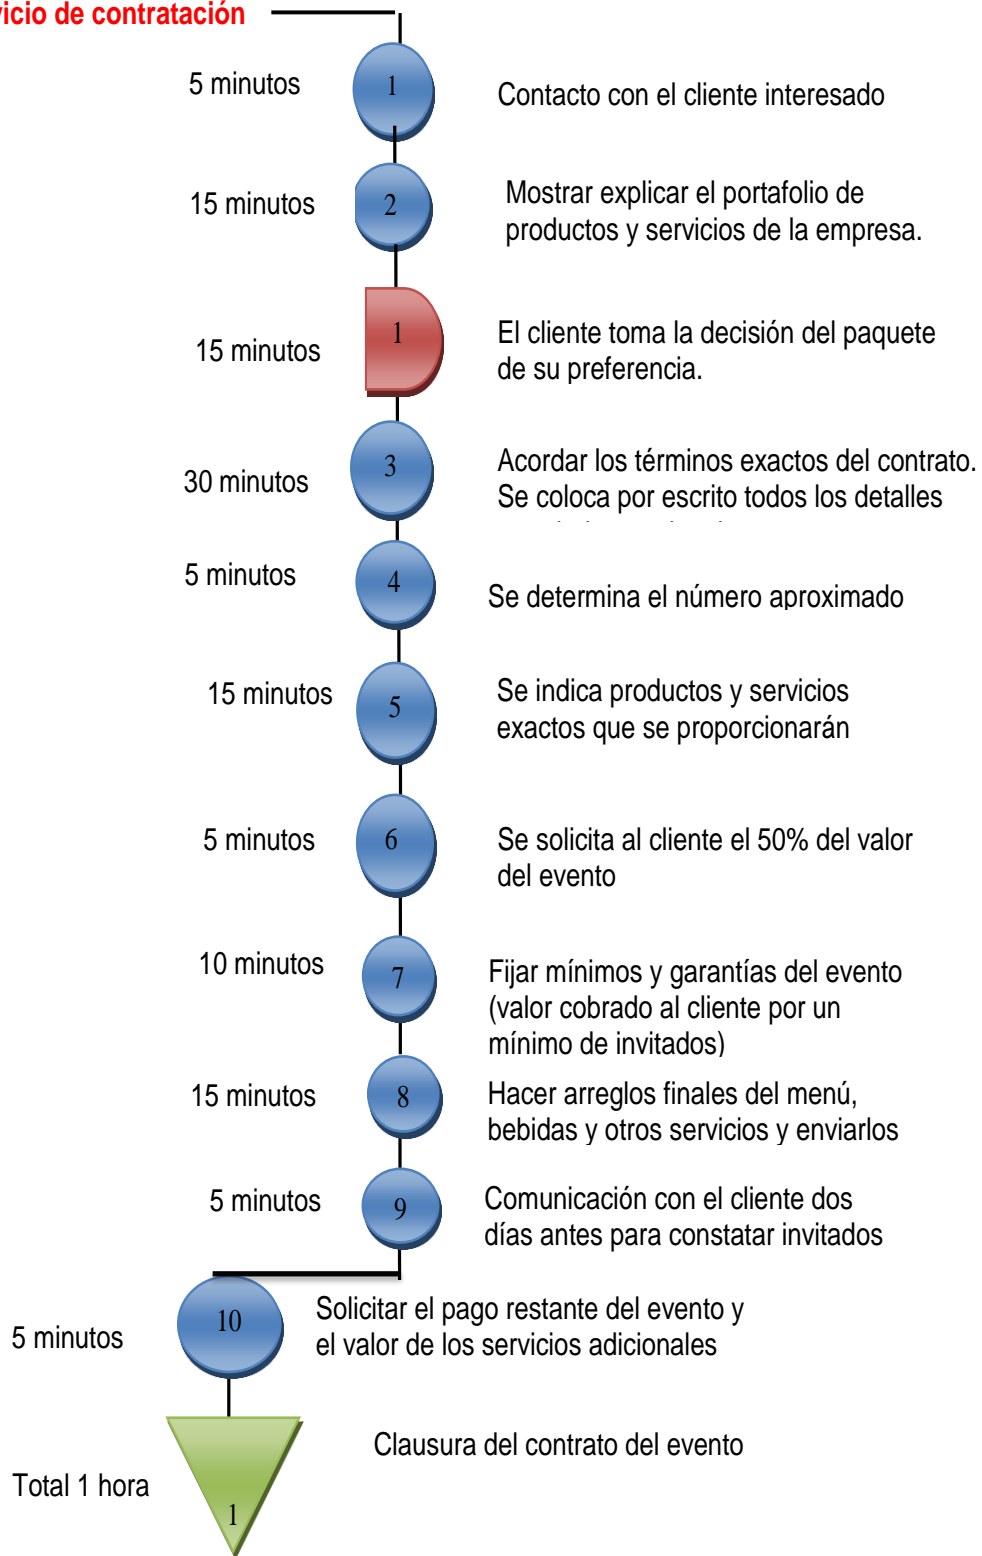 vicio de contratación
5 minutos
1
Contacto con el cliente interesado
15 minutos
2
Mostrar explicar el portafolio de
productos y servicios de la empresa.
15 minutos
1
El cliente toma la decisión del paquete
de su preferencia.
30 minutos
3
Acordar los términos exactos del contrato.
Se coloca por escrito todos los detalles
5 minutos
4
Se determina el número aproximado
15 minutos
5
Se indica productos y servicios
exactos que se proporcionarán
5 minutos
6
Se solicita al cliente el 50% del valor
del evento
10 minutos
7
Fijar mínimos y garantías del evento
(valor cobrado al cliente por un
mínimo de invitados)
15 minutos
8
Hacer arreglos finales del menú,
bebidas y otros servicios y enviarlos
5 minutos
9
Comunicación con el cliente dos
días antes para constatar invitados
5 minutos
10
Solicitar el pago restante del evento y
el valor de los servicios adicionales
Total 1 hora
1
Clausura del contrato del evento